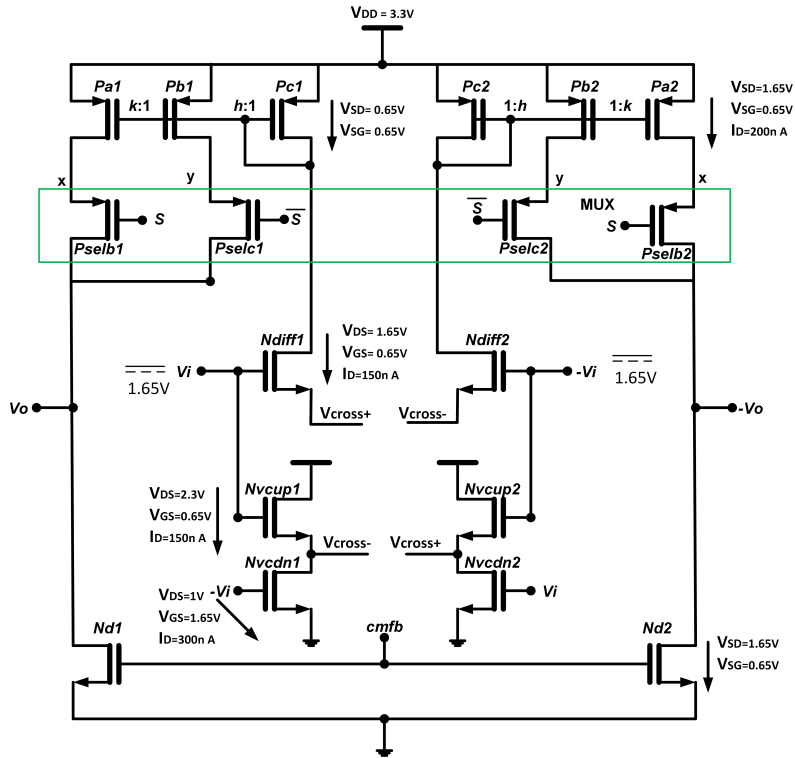 VDD = 3.3V
Pa1
k:1
Pb1
h:1
Pc1
VSD= 0.65V
VSG= 0.65V
Pc2
1:h
Pb2
1:k
Pa2
VSD=1.65V
VSG=0.65V
ID=200n A
x
y
y
x
S
S
S
MUX
S
Pselb1
Pselc1
Pselc2
Pselb2
Ndiff1
VDS= 1.65V
VGS= 0.65V
ID=150n A
Ndiff2
Vi
1.65V
-Vi
1.65V
Vcross+
Vcross-
Vo
-Vo
VDS=2.3V
VGS=0.65V
ID=150n A
Nvcup1
Nvcup2
Vcross-
Vcross+
Nvcdn1
Nvcdn2
VDS=1V
VGS=1.65V
ID=300n A
-Vi
Vi
cmfb
Nd1
Nd2
VSD=1.65V
VSG=0.65V